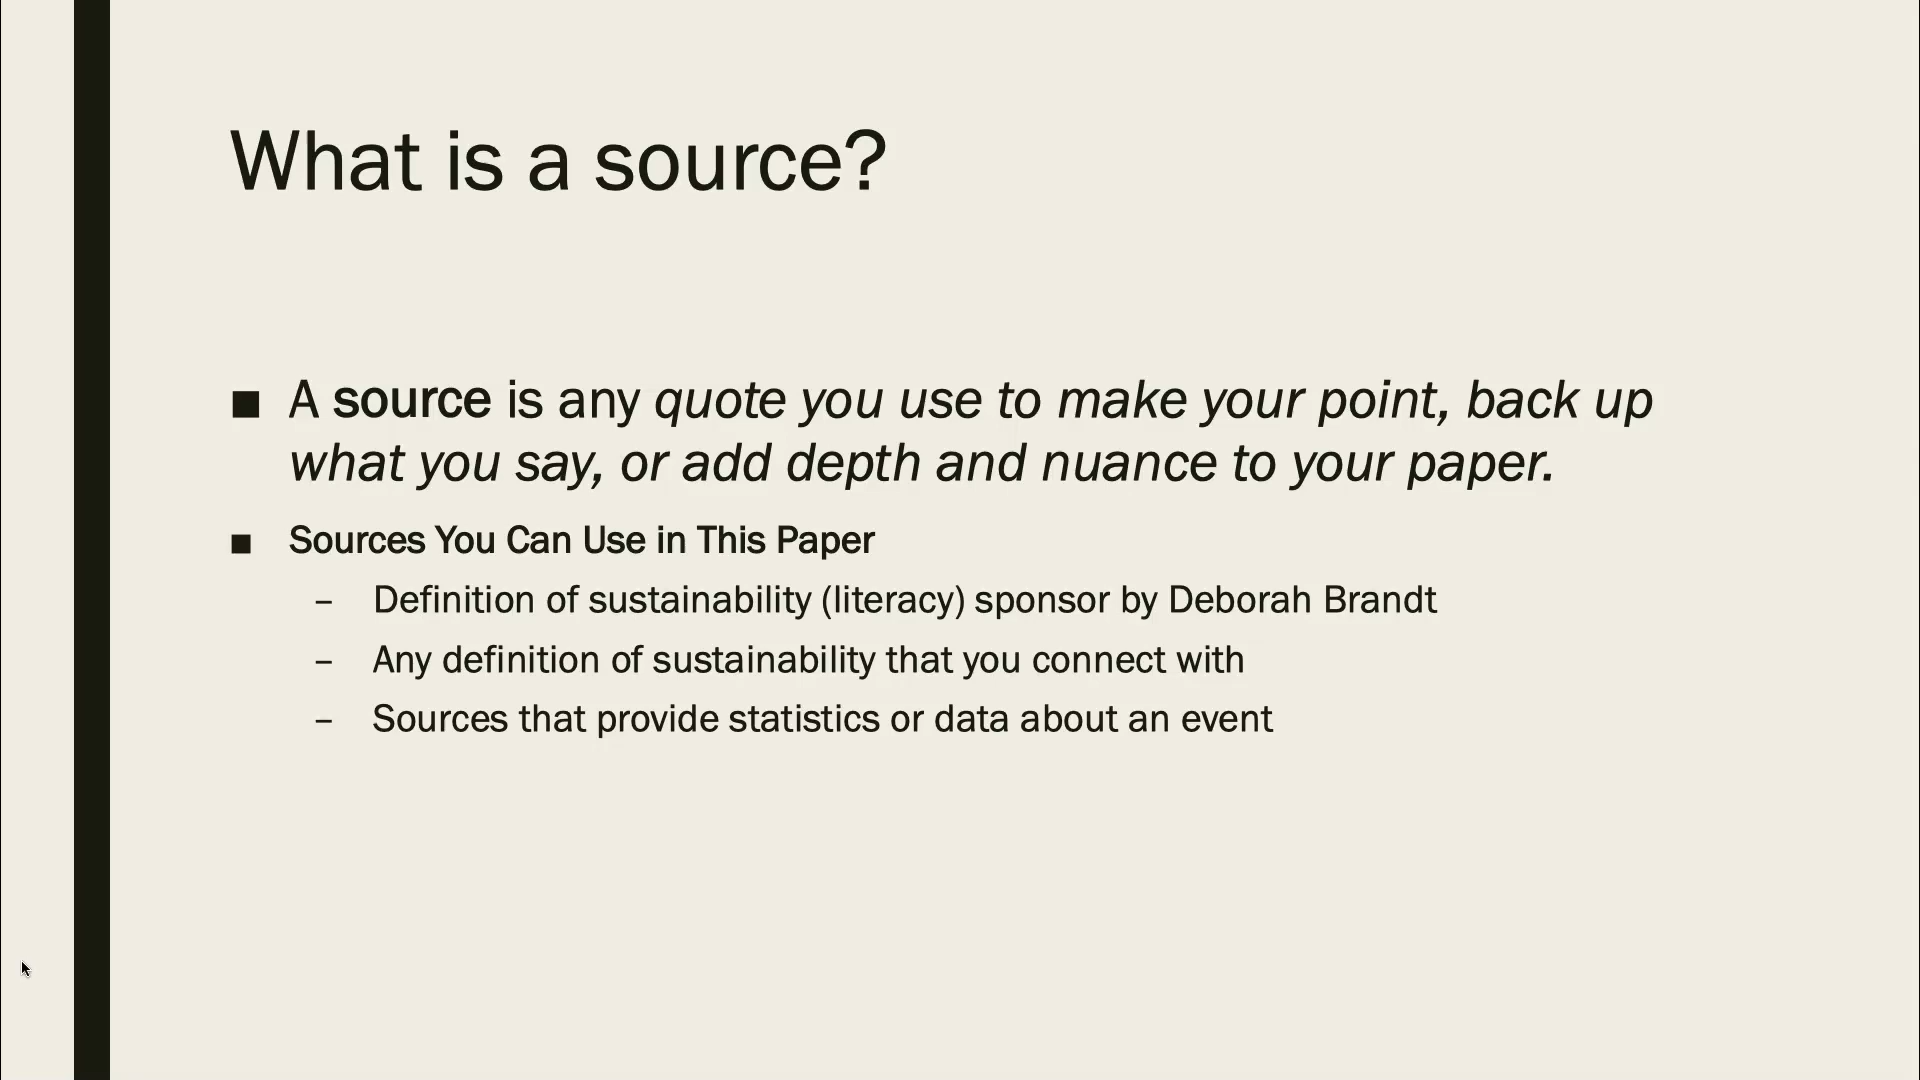 What is a source?
■ A source is any quote you use to make your point, back up
what you say, or add depth and nuance to your paper.
■ Sources You Can Use in This Paper
– Definition of sustainability (literacy) sponsor by Deborah Brandt
– Any definition of sustainability that you connect with
– Sources that provide statistics or data about an event